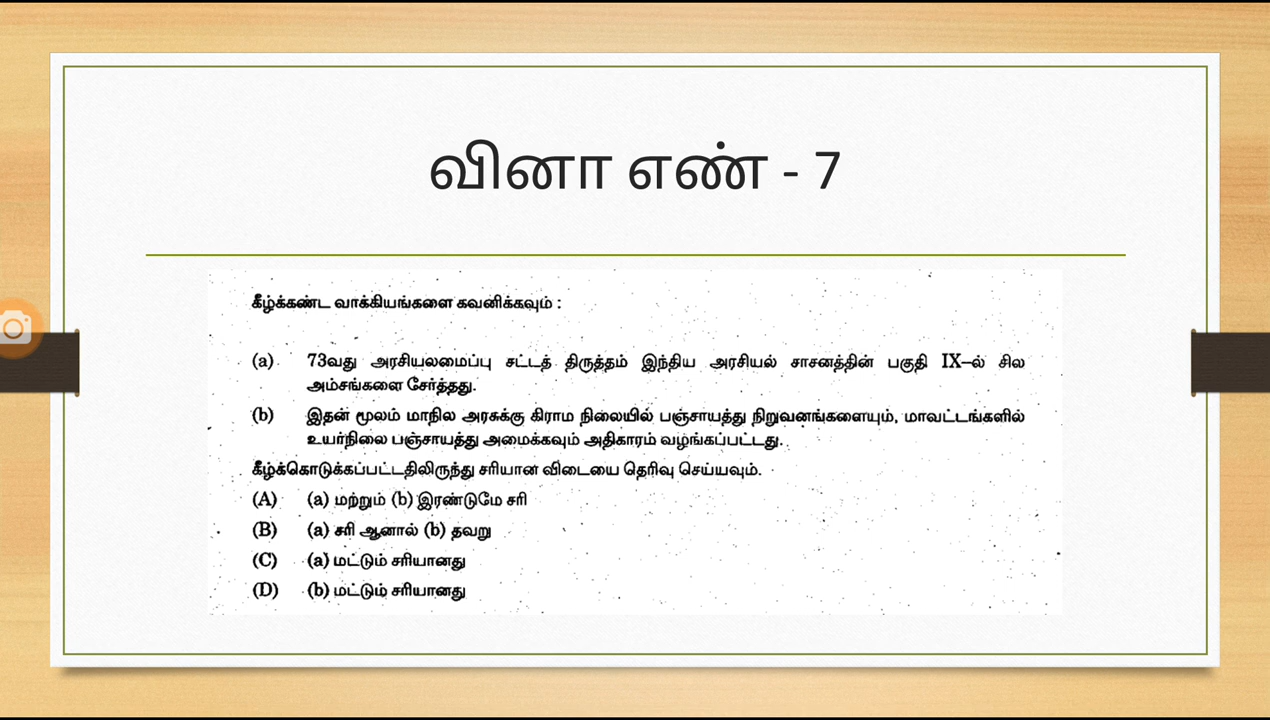 வினா எண் - 7
கீழ்க்கண்ட வாக்கியங்களை கவனிக்கவும் :
(a) 73வது அரசியலமைப்பு சட்டத் திருத்தம் இந்திய அரசியல் சாசனத்தின் பகுதி IX–ல் சில
அம்சங்களை சேர்த்தது.
(b) இதன் மூலம் மாநில அரசுக்கு கிராம நிலையில் பஞ்சாயத்து நிறுவனங்களையும், மாவட்டங்களில்
உயர்நிலை பஞ்சாயத்து அமைக்கவும் அதிகாரம் வழங்கப்பட்டது.
கீழ்க்கொடுக்கப்பட்டதிலிருந்து சரியான விடையை தெரிவு செய்யவும்.
(A) (a) மற்றும் (b) இரண்டுமே சரி
(B) (a) சரி ஆனால் (b) தவறு
(C) (a) மட்டும் சரியானது
(D) (b) மட்டும் சரியானது